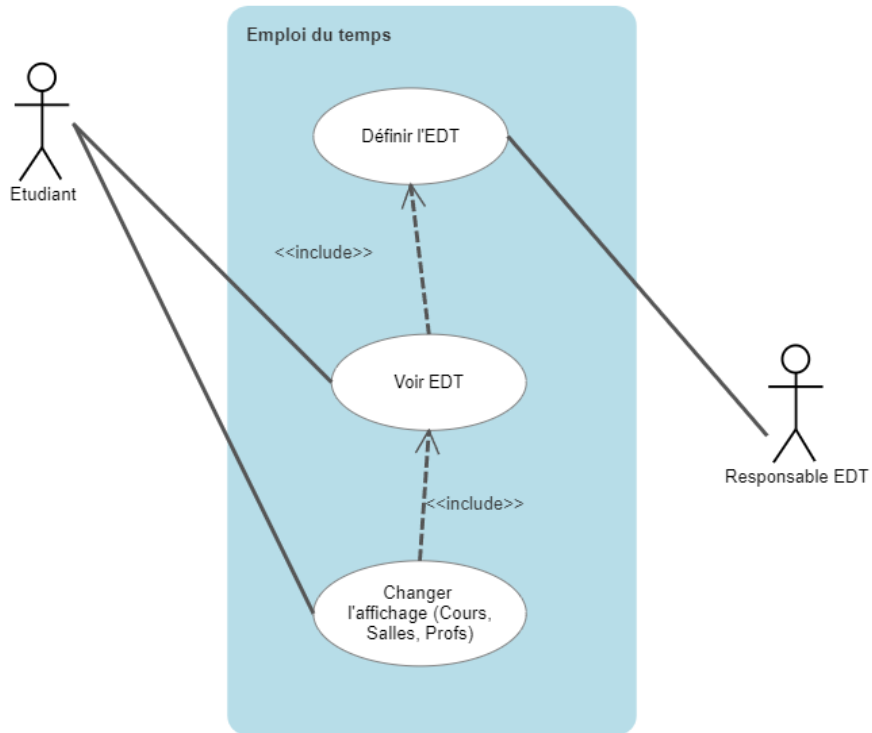 Emploi du temps
Etudiant
Définir l'EDT
<<include>>
Voir EDT
Responsable EDT
<<include>>
Changer
l'affichage (Cours,
Salles, Profs)